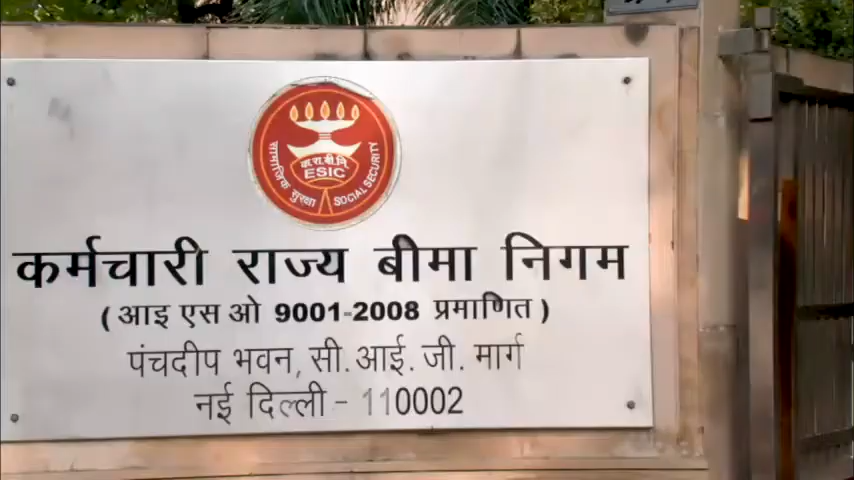 सामाजिक सुरक्षा
क.रा.बी.नि.
ESIC
SOCIAL SECURITY
कर्मचारी राज्य बीमा निगम
( आइ एस ओ 9001-2008 प्रमाणित )
पंचदीप भवन, सी. आई. जी. मार्ग
नई दिल्ली - 110002